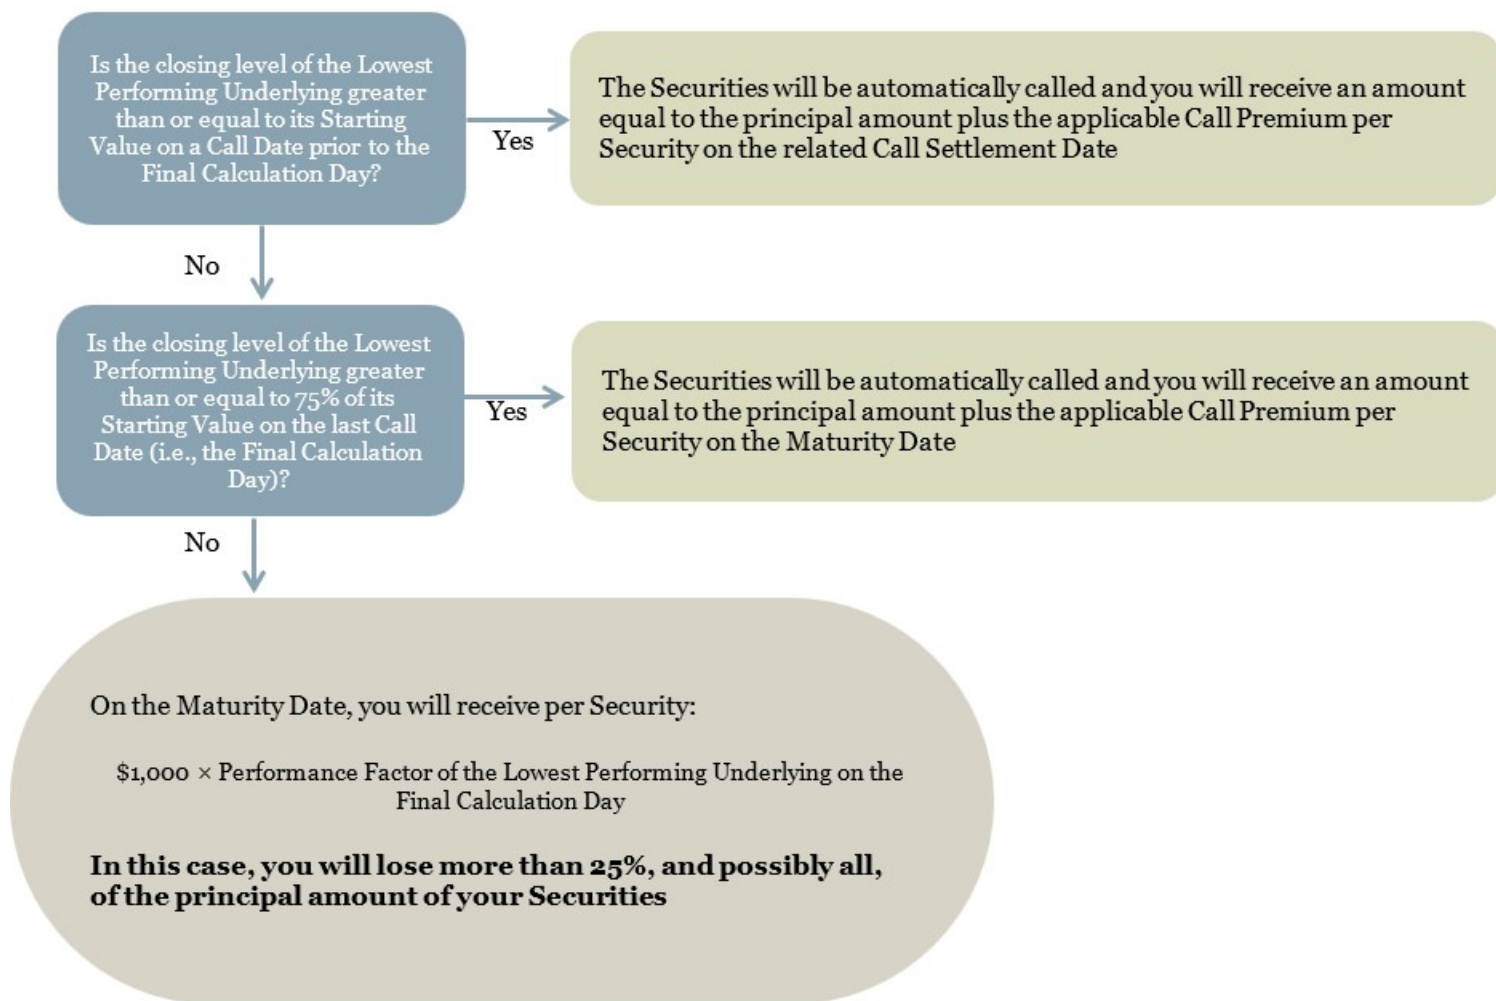 Is the closing level of the Lowest
Performing Underlying greater
than or equal to its Starting
Value on a Call Date prior to the
Final Calculation Day?
Yes
The Securities will be automatically called and you will receive an amount
equal to the principal amount plus the applicable Call Premium per
Security on the related Call Settlement Date
No
Is the closing level of the Lowest
Performing Underlying greater
than or equal to 75% of its
Starting Value on the last Call
Date (i.e., the Final Calculation
Day)?
Yes
The Securities will be automatically called and you will receive an amount
equal to the principal amount plus the applicable Call Premium per
Security on the Maturity Date
No
On the Maturity Date, you will receive per Security:
$1,000 × Performance Factor of the Lowest Performing Underlying on the
Final Calculation Day
In this case, you will lose more than 25%, and possibly all,
of the principal amount of your Securities